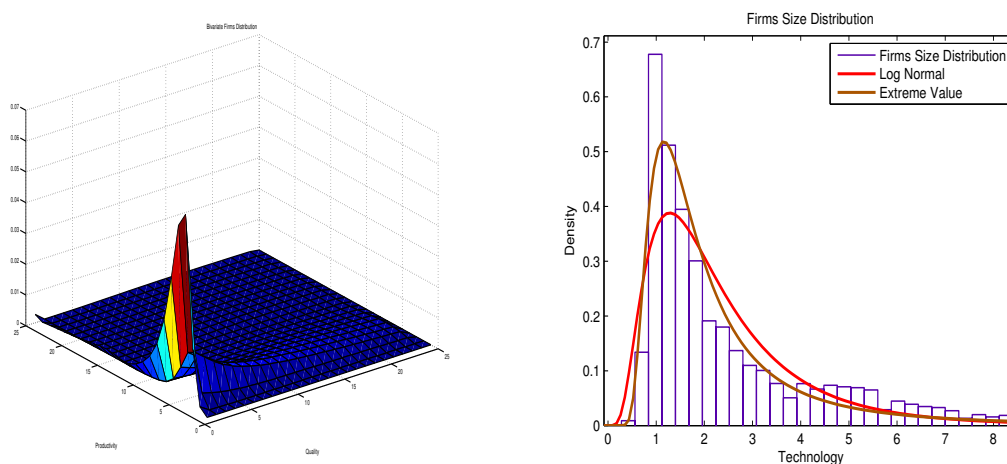 Bivariate Firms Distribution
0.07
0.06
0.05
0.04
0.03
0.02
0.01
0
25
20
15
10
5
0
0
5
10
15
20
25
Productivity
Quality
Firms Size Distribution
Firms Size Distribution
Log Normal
Extreme Value
0.7
0.6
0.5
0.4
0.3
0.2
0.1
0
Density
0 1 2 3 4 5 6 7 8
Technology